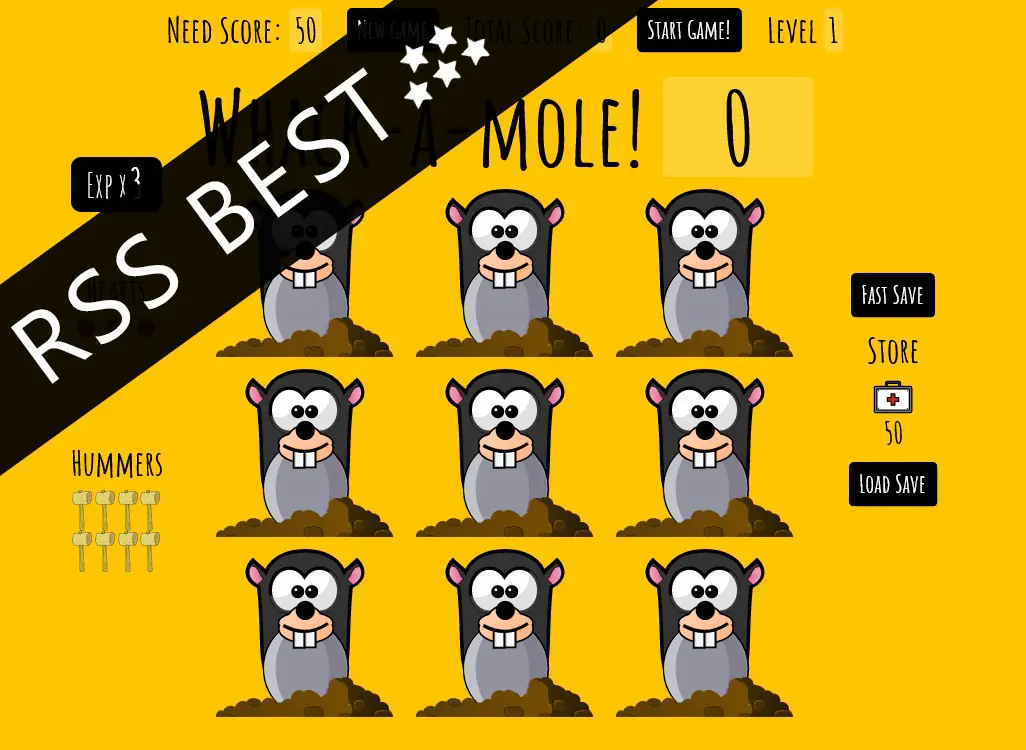 Need Score: 50 New Game Total Score: 0 Start Game! Level 1
Whack-a-mole! 0
Exp x 3
RSS BEST
Hearts
Fast Save
Store
50
Hummers
Load Save